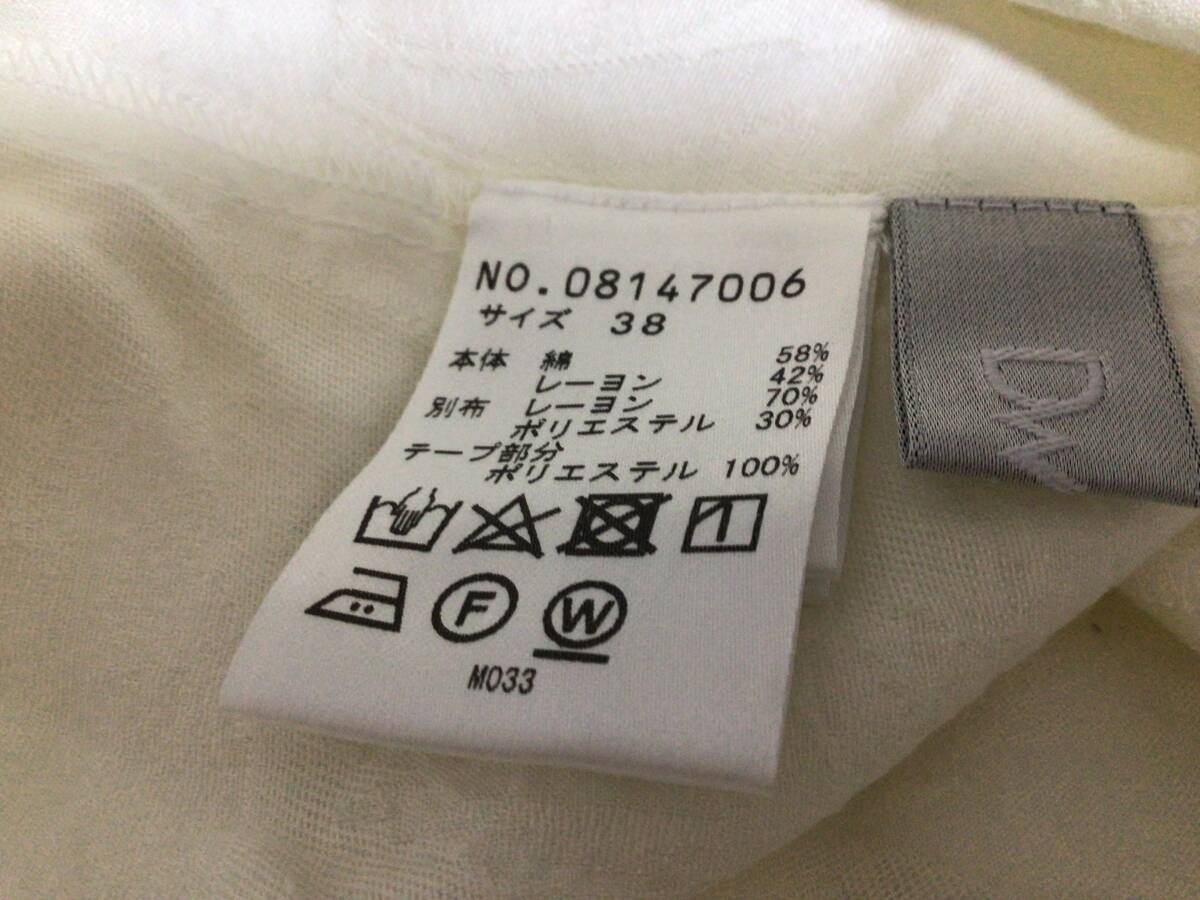 NO.08147006
サイズ 38
本体 綿 58%
レーヨン 42%
別布 レーヨン 70%
ポリエステル 30%
テープ部分
ポリエステル 100%
F W
M033